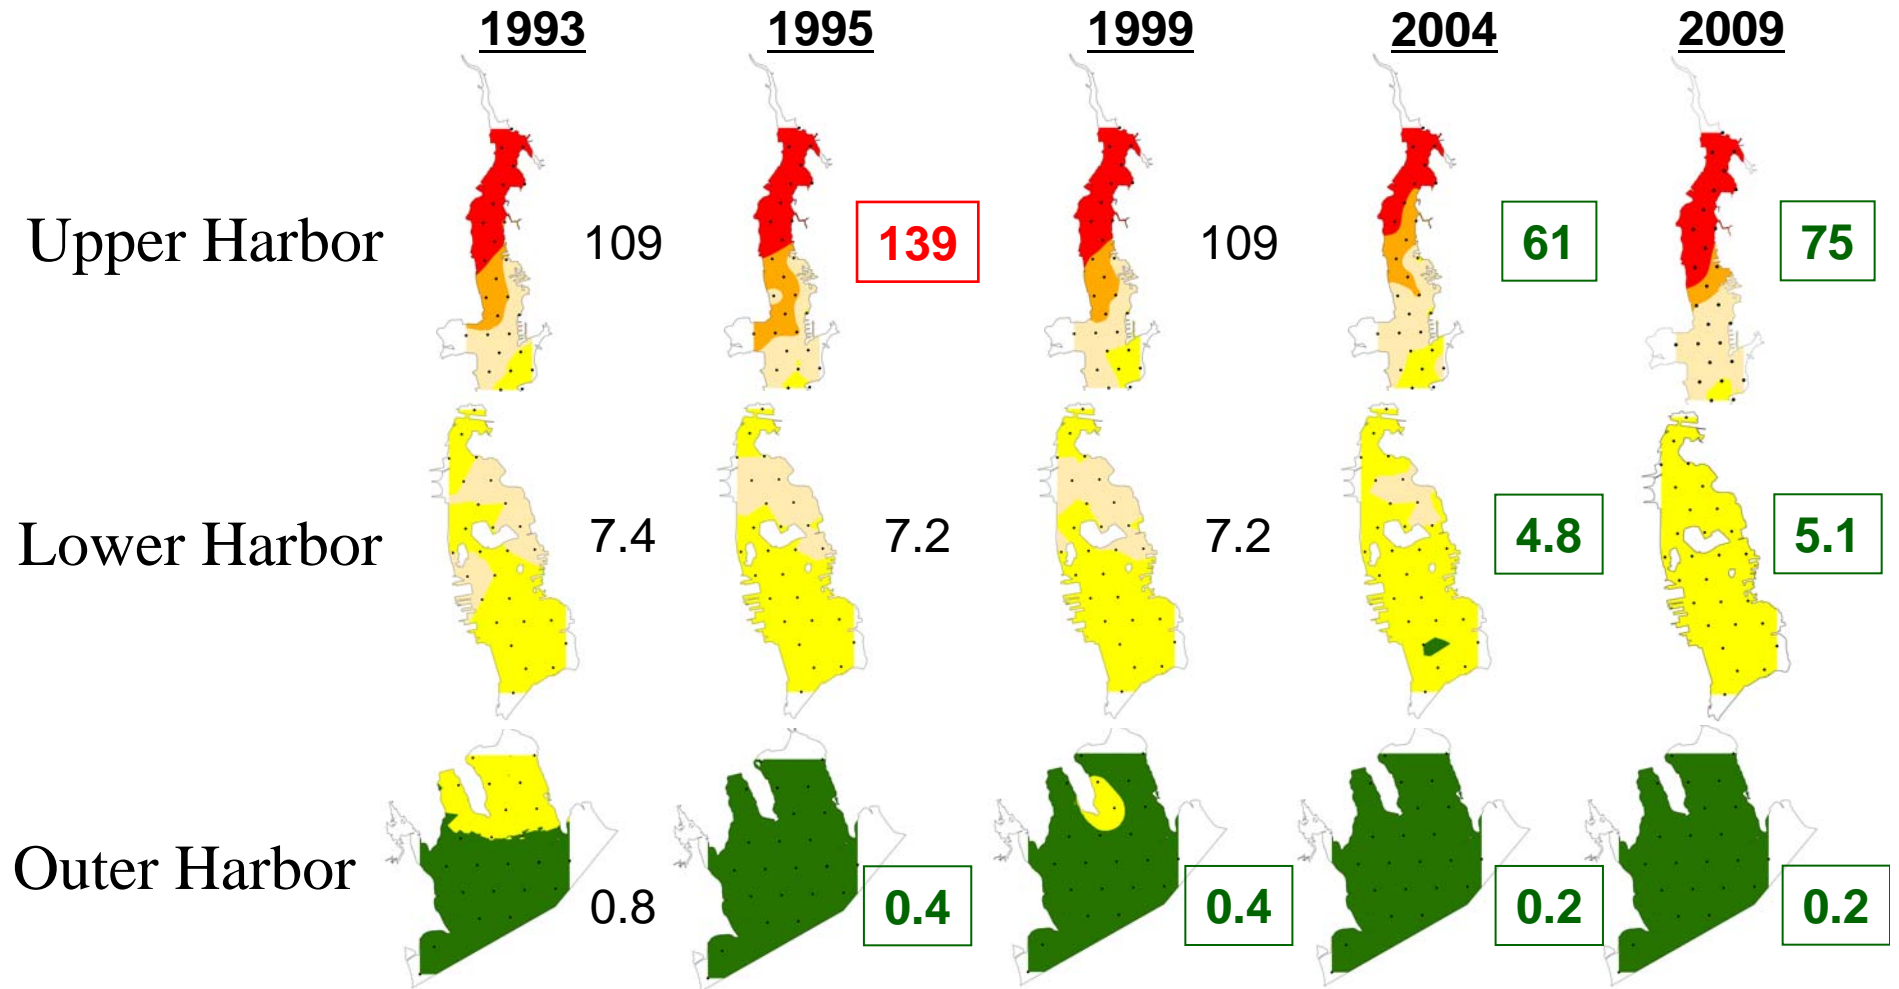 1993 1995 1999 2004 2009
Upper Harbor 109 139 109 61 75
Lower Harbor 7.4 7.2 7.2 4.8 5.1
Outer Harbor 0.8 0.4 0.4 0.2 0.2